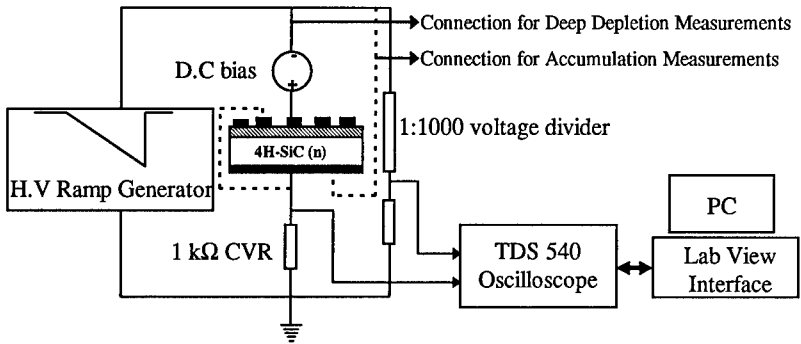 Connection for Deep Depletion Measurements
Connection for Accumulation Measurements
D.C bias
1:1000 voltage divider
4H-SiC (n)
H.V Ramp Generator
1 kΩ CVR
TDS 540
Oscilloscope
PC
Lab View
Interface